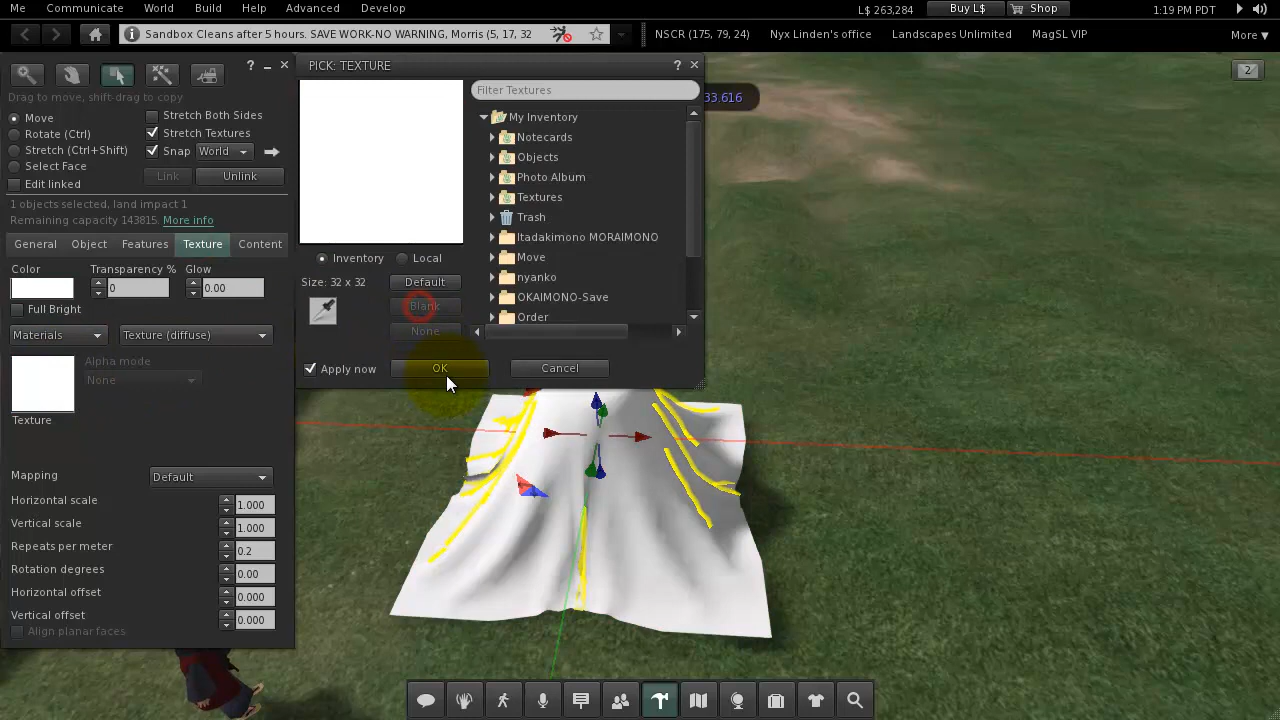 Me Communicate World Build Help Advanced Develop L$ 263,284 Buy L$ Shop 1:19 PM PDT
Sandbox Cleans after 5 hours. SAVE WORK-NO WARNING, Morris (5, 17, 32 NSCR (175, 79, 24) Nyx Linden's office Landscapes Unlimited MagSL VIP More
2
33.616
Drag to move, shift-drag to copy
Move
Rotate (Ctrl)
Stretch (Ctrl+Shift)
Select Face
Edit linked
Stretch Both Sides
Stretch Textures
Snap World
Link Unlink
1 objects selected, land impact 1
Remaining capacity 143815. More info
General Object Features Texture Content
Color Transparency % Glow
0 0.00
Full Bright
Materials Texture (diffuse)
Alpha mode
None
Texture
Mapping Default
Horizontal scale 1.000
Vertical scale 1.000
Repeats per meter 0.2
Rotation degrees 0.00
Horizontal offset 0.000
Vertical offset 0.000
Align planar faces
PICK: TEXTURE
Filter Textures
My Inventory
Notecards
Objects
Photo Album
Textures
Trash
Itadakimono MORAIMONO
Move
nyanko
OKAIMONO-Save
Order
Inventory Local
Size: 32 x 32
Default
Blank
None
Apply now OK Cancel